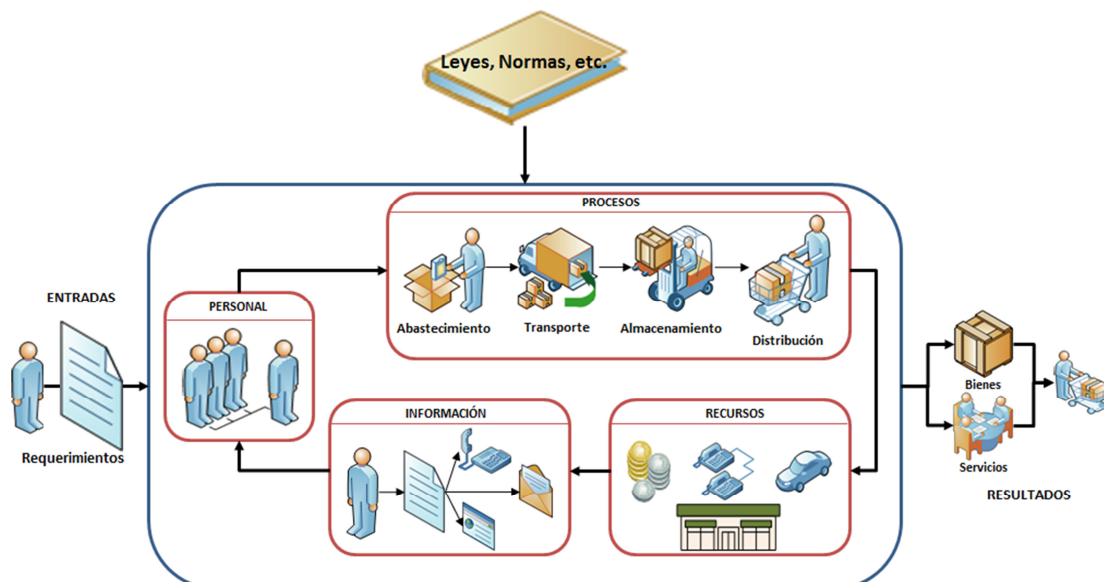 Leyes, Normas, etc.
PROCESOS
Abastecimiento
Transporte
Almacenamiento
Distribución
ENTRADAS
Requerimientos
PERSONAL
INFORMACIÓN
RECURSOS
Bienes
Servicios
RESULTADOS